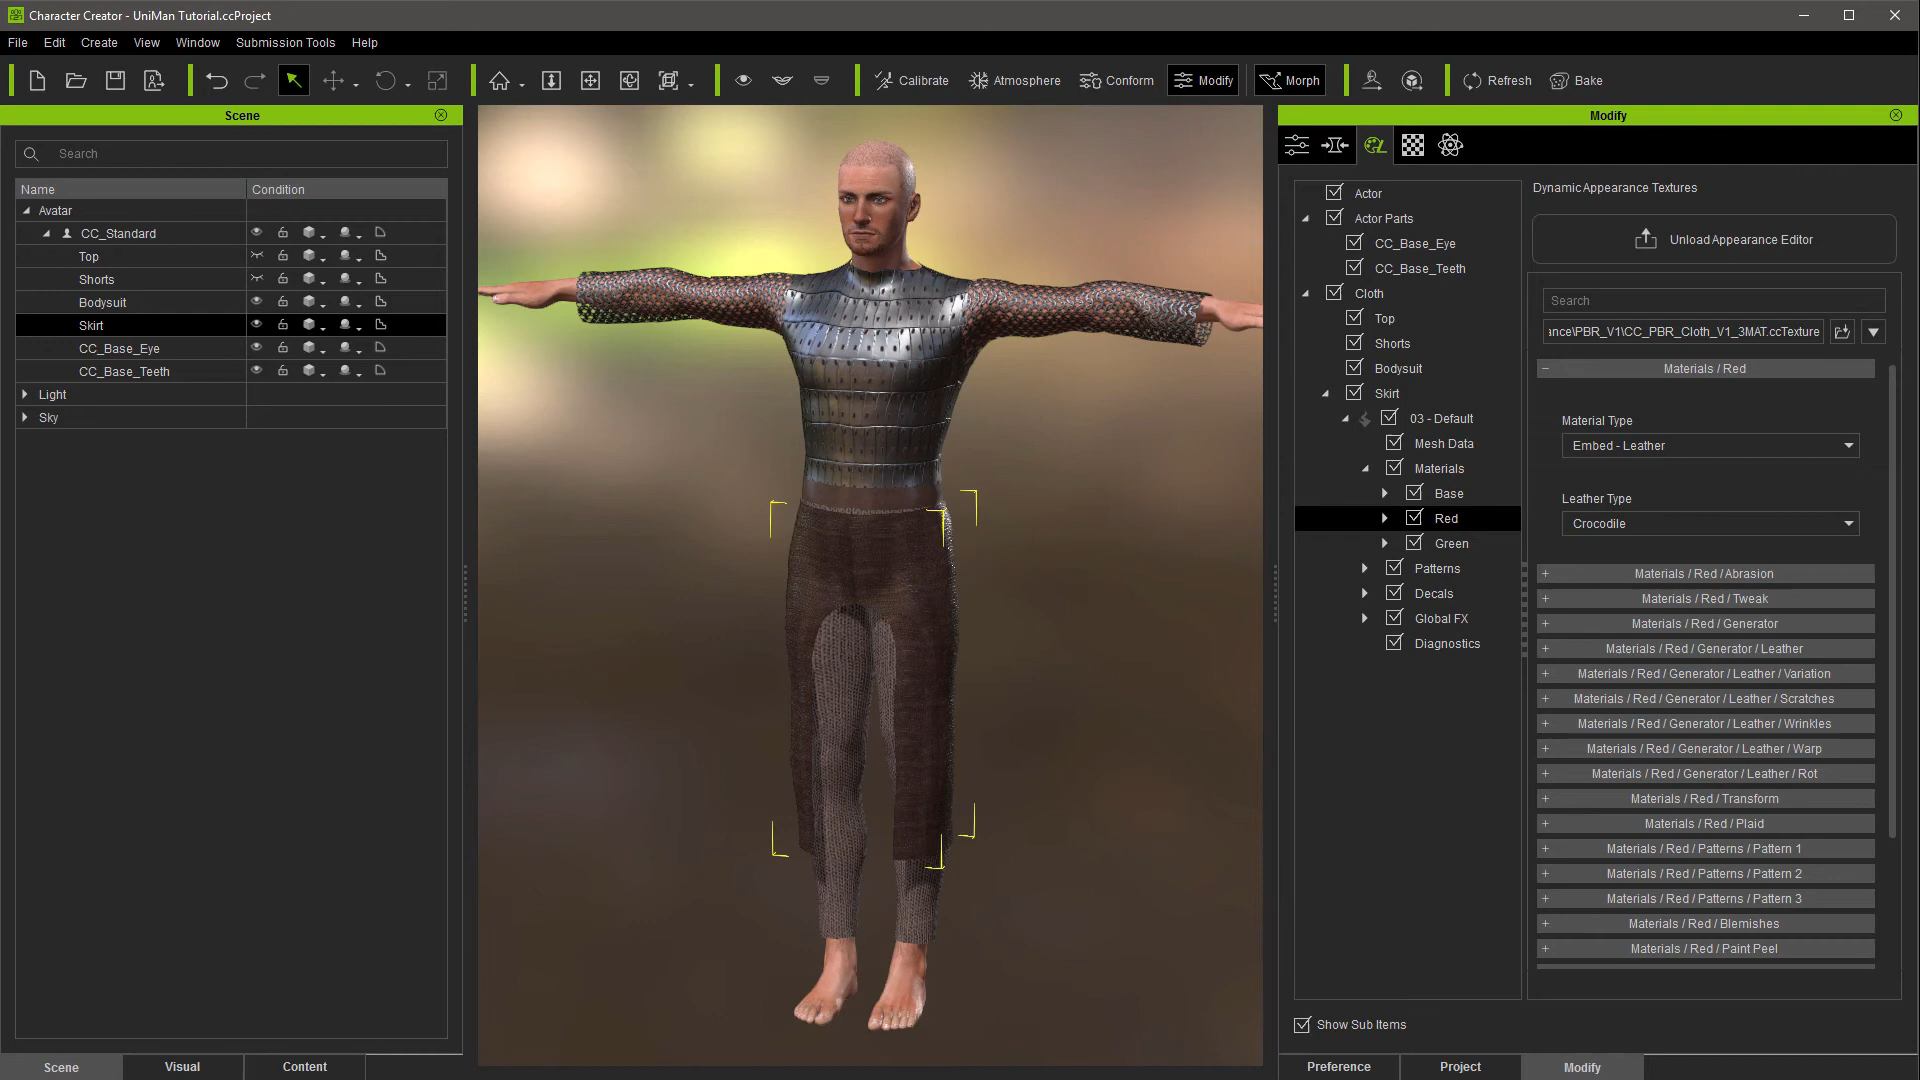 Character Creator - UniMan Tutorial.ccProject
File Edit Create View Window Submission Tools Help
Calibrate Atmosphere Conform Modify Morph Refresh Bake
Scene
Search
Name Condition
Avatar
CC_Standard
Top
Shorts
Bodysuit
Skirt
CC_Base_Eye
CC_Base_Teeth
Light
Sky
Scene Visual Content
Modify
Actor
Actor Parts
CC_Base_Eye
CC_Base_Teeth
Cloth
Top
Shorts
Bodysuit
Skirt
03 - Default
Mesh Data
Materials
Base
Red
Green
Patterns
Decals
Global FX
Diagnostics
Dynamic Appearance Textures
Unload Appearance Editor
Search
ance\PBR_V1\CC_PBR_Cloth_V1_3MAT.ccTexture
Materials / Red
Material Type
Embed - Leather
Leather Type
Crocodile
Materials / Red / Abrasion
Materials / Red / Tweak
Materials / Red / Generator
Materials / Red / Generator / Leather
Materials / Red / Generator / Leather / Variation
Materials / Red / Generator / Leather / Scratches
Materials / Red / Generator / Leather / Wrinkles
Materials / Red / Generator / Leather / Warp
Materials / Red / Generator / Leather / Rot
Materials / Red / Transform
Materials / Red / Plaid
Materials / Red / Patterns / Pattern 1
Materials / Red / Patterns / Pattern 2
Materials / Red / Patterns / Pattern 3
Materials / Red / Blemishes
Materials / Red / Paint Peel
Show Sub Items
Preference Project Modify